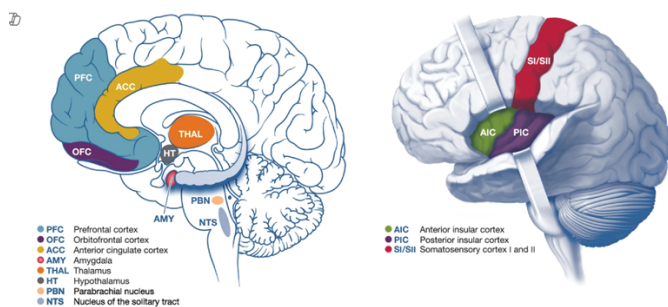 b
PFC
ACC
THAL
HT
OFC
AMY
PBN
NTS
PFC Prefrontal cortex
OFC Orbitofrontal cortex
ACC Anterior cingulate cortex
AMY Amygdala
THAL Thalamus
HT Hypothalamus
PBN Parabrachial nucleus
NTS Nucleus of the solitary tract
SI/SII
AIC
PIC
AIC Anterior insular cortex
PIC Posterior insular cortex
SI/SII Somatosensory cortex I and II